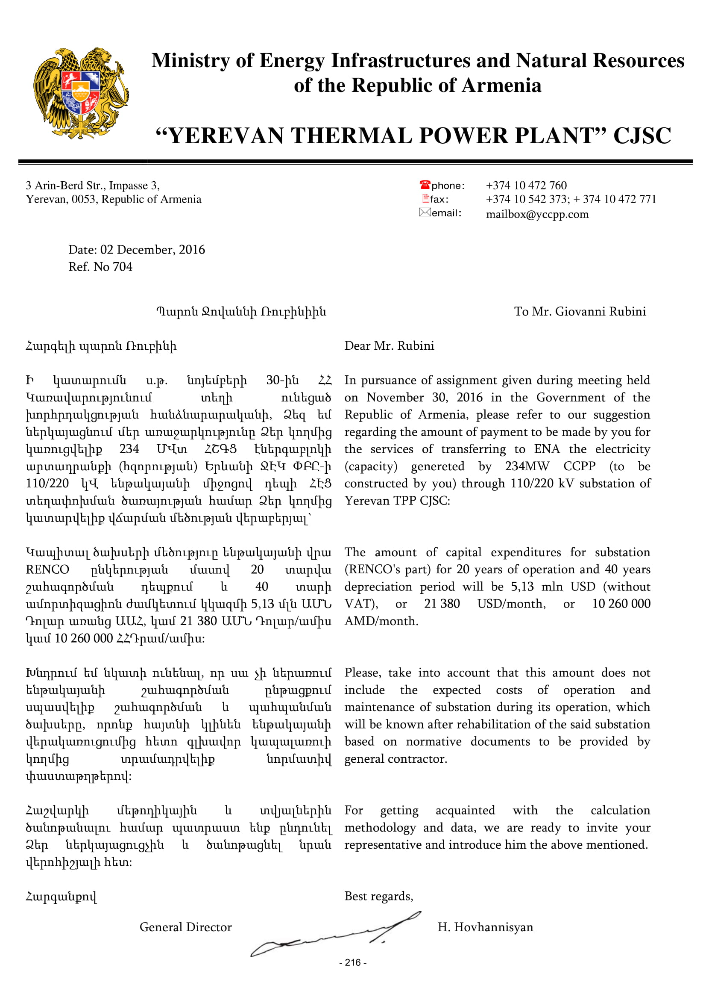 Ministry of Energy Infrastructures and Natural Resources
of the Republic of Armenia
“YEREVAN THERMAL POWER PLANT” CJSC
3 Arin-Berd Str., Impasse 3,
Yerevan, 0053, Republic of Armenia
phone: +374 10 472 760
fax: +374 10 542 373; + 374 10 472 771
email: mailbox@yccpp.com
Date: 02 December, 2016
Ref. No 704
Պարոն Ջովաննի Ռուբինիին
Հարգելի պարոն Ռուբինի
Ի կատարումն ս.թ. նոյեմբերի 30-ին ՀՀ
Կառավարությունում տեղի ունեցած
խորհրդակցության հանձնարարականի, Ձեզ եմ
ներկայացնում մեր առաջարկությունը Ձեր կողմից
կառուցվելիք 234 ՄՎտ ՀՇԳՑ էներգաբլոկի
արտադրանքի (հզորության) Երևանի ՋԷԿ ՓԲԸ-ի
110/220 կՎ ենթակայանի միջոցով դեպի ՀԷՑ
տեղափոխման ծառայության համար Ձեր կողմից
կատարվելիք վճարման մեծության վերաբերյալ՝
Կապիտալ ծախսերի մեծությունը ենթակայանի վրա
RENCO ընկերության մասով 20 տարվա
շահագործման դեպքում և 40 տարի
ամորտիզացիոն ժամկետում կկազմի 5,13 մլն ԱՄՆ
Դոլար առանց ԱԱՀ, կամ 21 380 ԱՄՆ Դոլար/ամիս
կամ 10 260 000 ՀՀԴրամ/ամիս:
Խնդրում եմ նկատի ունենալ, որ սա չի ներառում
ենթակայանի շահագործման ընթացքում
սպասվելիք շահագործման և պահպանման
ծախսերը, որոնք հայտնի կլինեն ենթակայանի
վերակառուցումից հետո գլխավոր կապալառուի
կողմից տրամադրվելիք նորմատիվ
փաստաթղթերով:
Հաշվարկի մեթոդիկային և տվյալներին
ծանոթանալու համար պատրաստ ենք ընդունել
Ձեր ներկայացուցչին և ծանոթացնել նրան
վերոհիշյալի հետ:
Հարգանքով
To Mr. Giovanni Rubini
Dear Mr. Rubini
In pursuance of assignment given during meeting held
on November 30, 2016 in the Government of the
Republic of Armenia, please refer to our suggestion
regarding the amount of payment to be made by you for
the services of transferring to ENA the electricity
(capacity) genereted by 234MW CCPP (to be
constructed by you) through 110/220 kV substation of
Yerevan TPP CJSC:
The amount of capital expenditures for substation
(RENCO's part) for 20 years of operation and 40 years
depreciation period will be 5,13 mln USD (without
VAT), or 21 380 USD/month, or 10 260 000
AMD/month.
Please, take into account that this amount does not
include the expected costs of operation and
maintenance of substation during its operation, which
will be known after rehabilitation of the said substation
based on normative documents to be provided by
general contractor.
For getting acquainted with the calculation
methodology and data, we are ready to invite your
representative and introduce him the above mentioned.
Best regards,
General Director H. Hovhannisyan
- 216 -